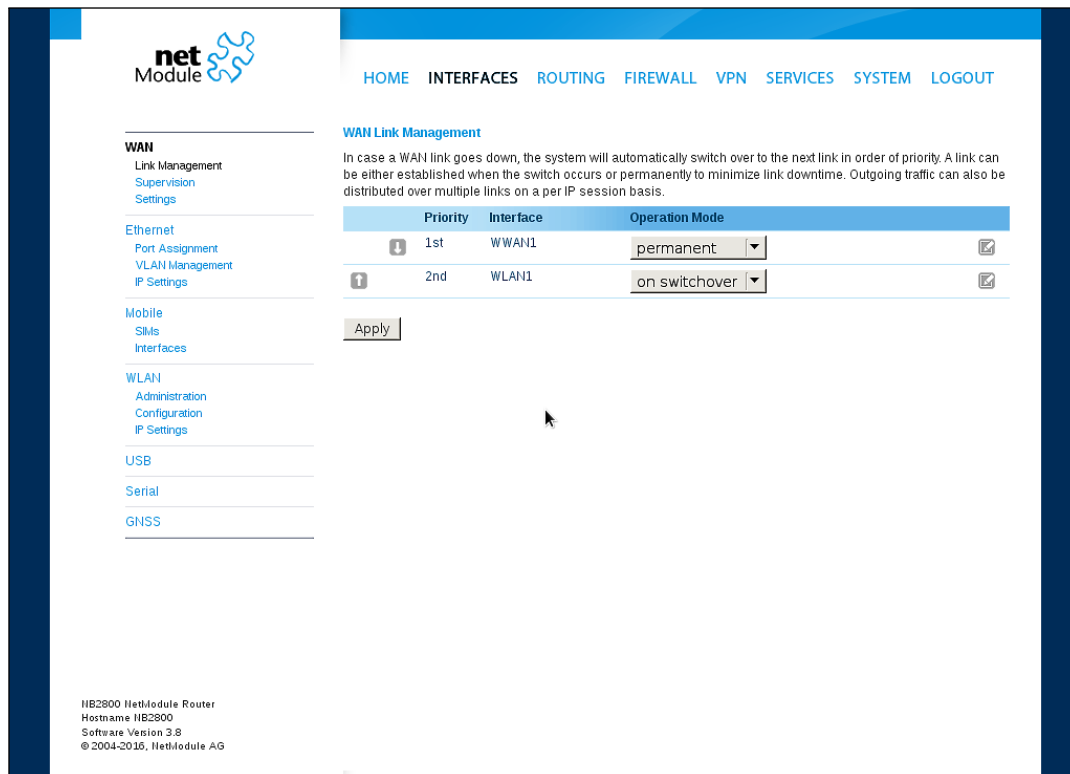 net
Module
HOME INTERFACES ROUTING FIREWALL VPN SERVICES SYSTEM LOGOUT
WAN
Link Management
Supervision
Settings
Ethernet
Port Assignment
VLAN Management
IP Settings
Mobile
SIMs
Interfaces
WLAN
Administration
Configuration
IP Settings
USB
Serial
GNSS
WAN Link Management
In case a WAN link goes down, the system will automatically switch over to the next link in order of priority. A link can
be either established when the switch occurs or permanently to minimize link downtime. Outgoing traffic can also be
distributed over multiple links on a per IP session basis.
Priority Interface Operation Mode
1st WWAN1 permanent
2nd WLAN1 on switchover
Apply
NB2800 NetModule Router
Hostname NB2800
Software Version 3.8
© 2004-2016, NetModule AG